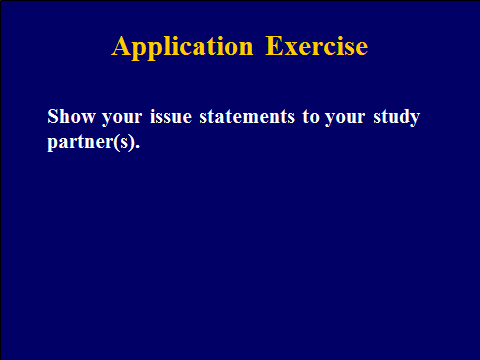 Application Exercise
Show your issue statements to your study
partner(s).